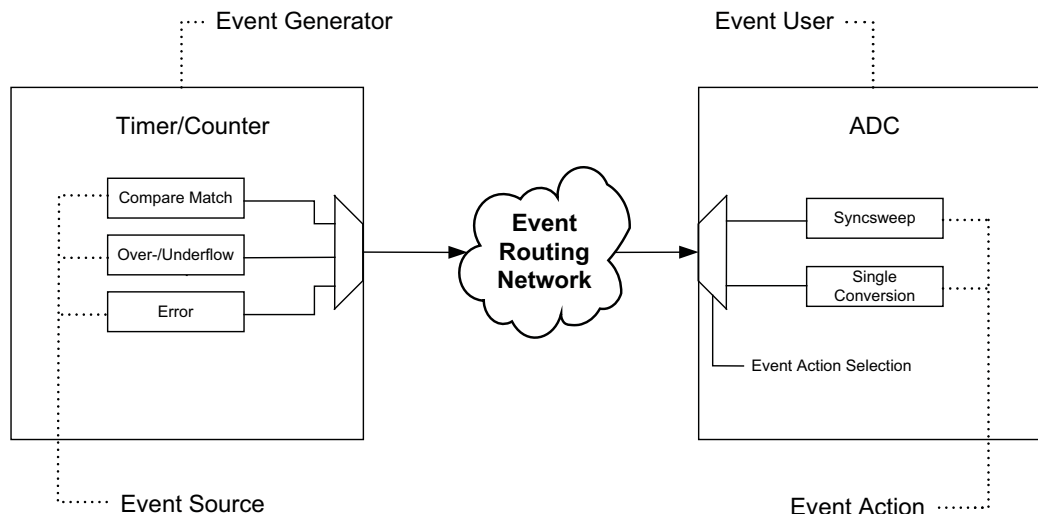 Event Generator
Event User
Timer/Counter
ADC
Compare Match
Over-/Underflow
Error
Event
Routing
Network
Syncsweep
Single
Conversion
Event Action Selection
Event Source
Event Action